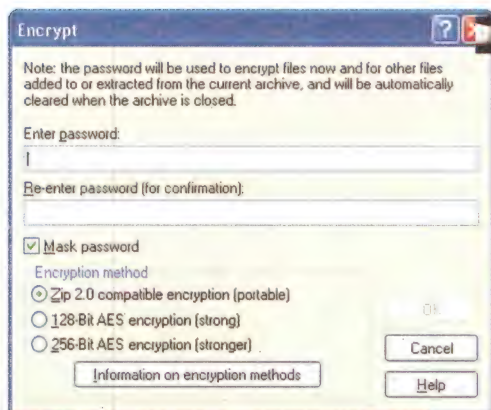 Encrypt
Note: the password will be used to encrypt files now and for other files
added to or extracted from the current archive, and will be automatically
cleared when the archive is closed.
Enter password:
Re-enter password (for confirmation):
Mask password
Encryption method
Zip 2.0 compatible encryption (portable)
128-Bit AES encryption (strong)
256-Bit AES encryption (stronger)
OK
Cancel
Information on encryption methods
Help